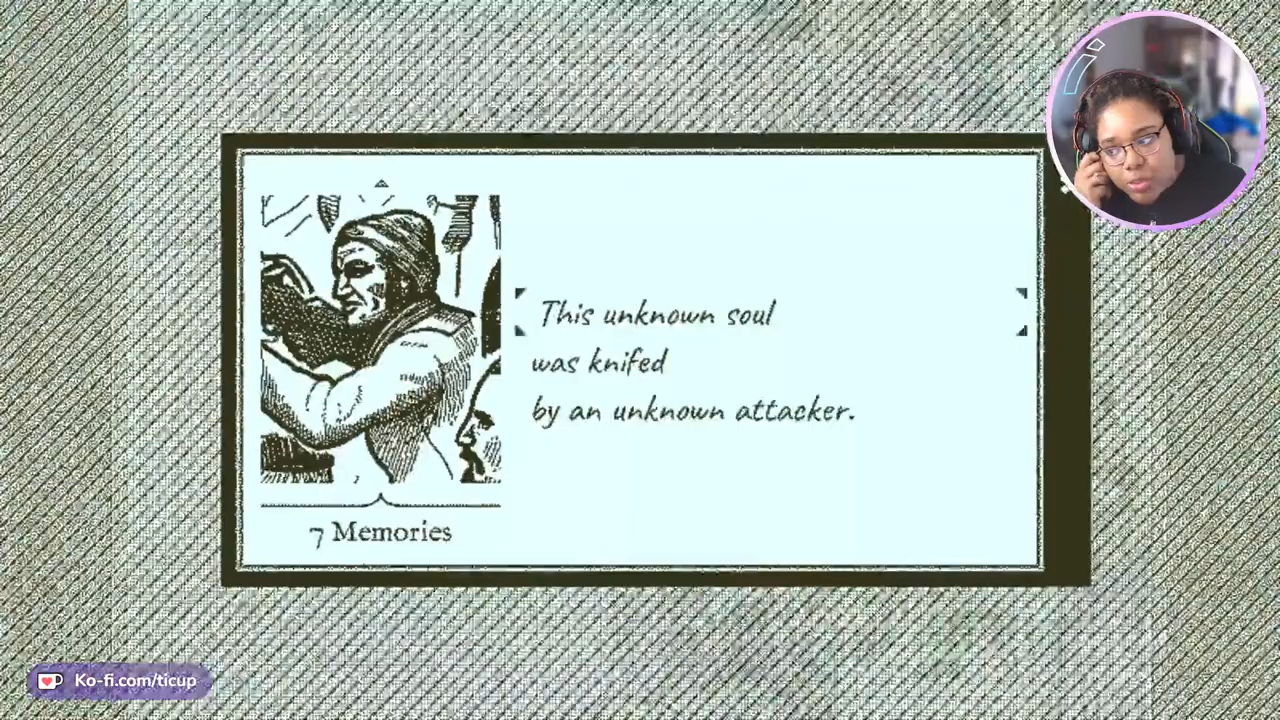 This unknown soul
was knifed
by an unknown attacker.
7 Memories
Ko-fi.com/ticup